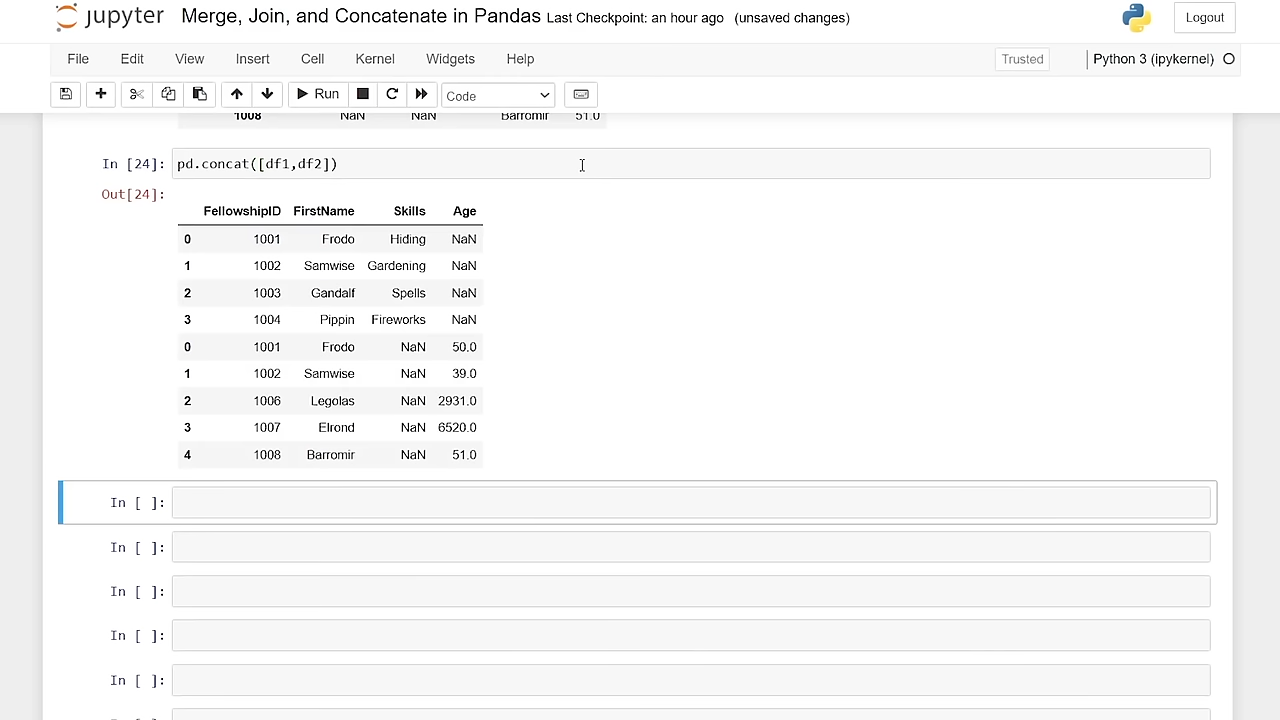 jupyter Merge, Join, and Concatenate in Pandas Last Checkpoint: an hour ago (unsaved changes) Logout
File Edit View Insert Cell Kernel Widgets Help Trusted Python 3 (ipykernel)
Run Code
1008 NaN NaN Barromir 51.0
In [24]: pd.concat([df1,df2])
Out[24]:
FellowshipID FirstName Skills Age
0 1001 Frodo Hiding NaN
1 1002 Samwise Gardening NaN
2 1003 Gandalf Spells NaN
3 1004 Pippin Fireworks NaN
0 1001 Frodo NaN 50.0
1 1002 Samwise NaN 39.0
2 1006 Legolas NaN 2931.0
3 1007 Elrond NaN 6520.0
4 1008 Barromir NaN 51.0
In [ ]:
In [ ]:
In [ ]:
In [ ]:
In [ ]: